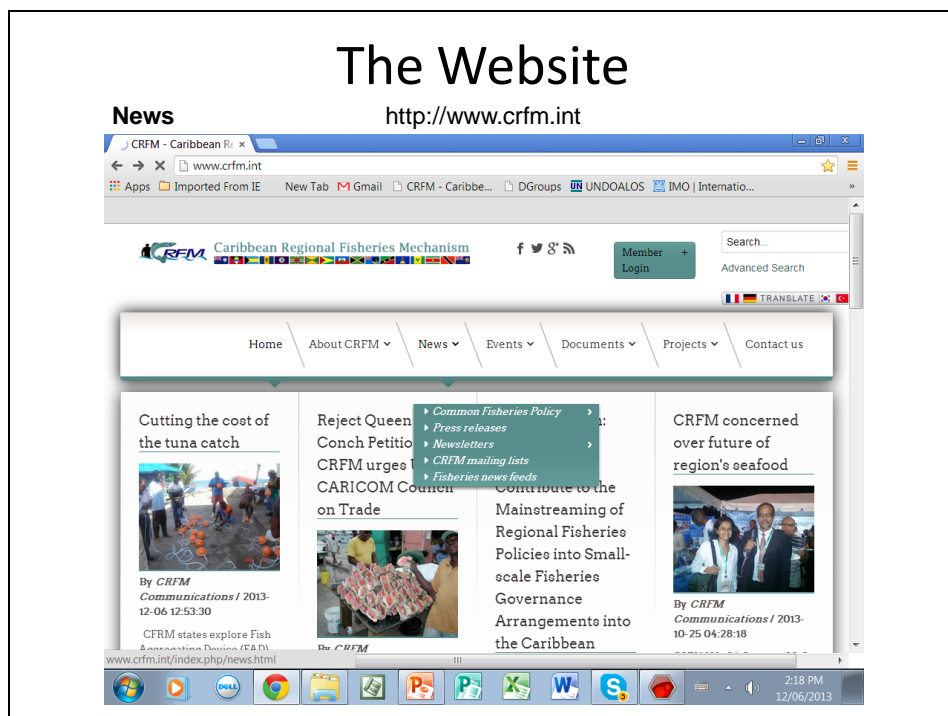 The Website
News
http://www.crfm.int
CRFM - Caribbean Re
www.crfm.int
Apps
Imported From IE
New Tab
Gmail
CRFM - Caribbe...
DGroups
UN
UNDOALOS
IMO | Internatio...
»
CRFM
Caribbean Regional Fisheries Mechanism
Member +
Login
Search...
Advanced Search
TRANSLATE
Home
About CRFM
News
Events
Documents
Projects
Contact us
Common Fisheries Policy
Press releases
Newsletters
CRFM mailing lists
Fisheries news feeds
Cutting the cost of
the tuna catch
By CRFM
Communications / 2013-
12-06 12:53:30
CFRM states explore Fish
Aggregating Device (FAD)
Reject Queen
Conch Petitio
CRFM urges
CARICOM Council
on Trade
By CRFM
Contribute to the
Mainstreaming of
Regional Fisheries
Policies into Small-
scale Fisheries
Governance
Arrangements into
the Caribbean
CRFM concerned
over future of
region's seafood
By CRFM
Communications / 2013-
10-25 04:28:18
www.crfm.int/index.php/news.html
DELL
5
2:18 PM
12/06/2013